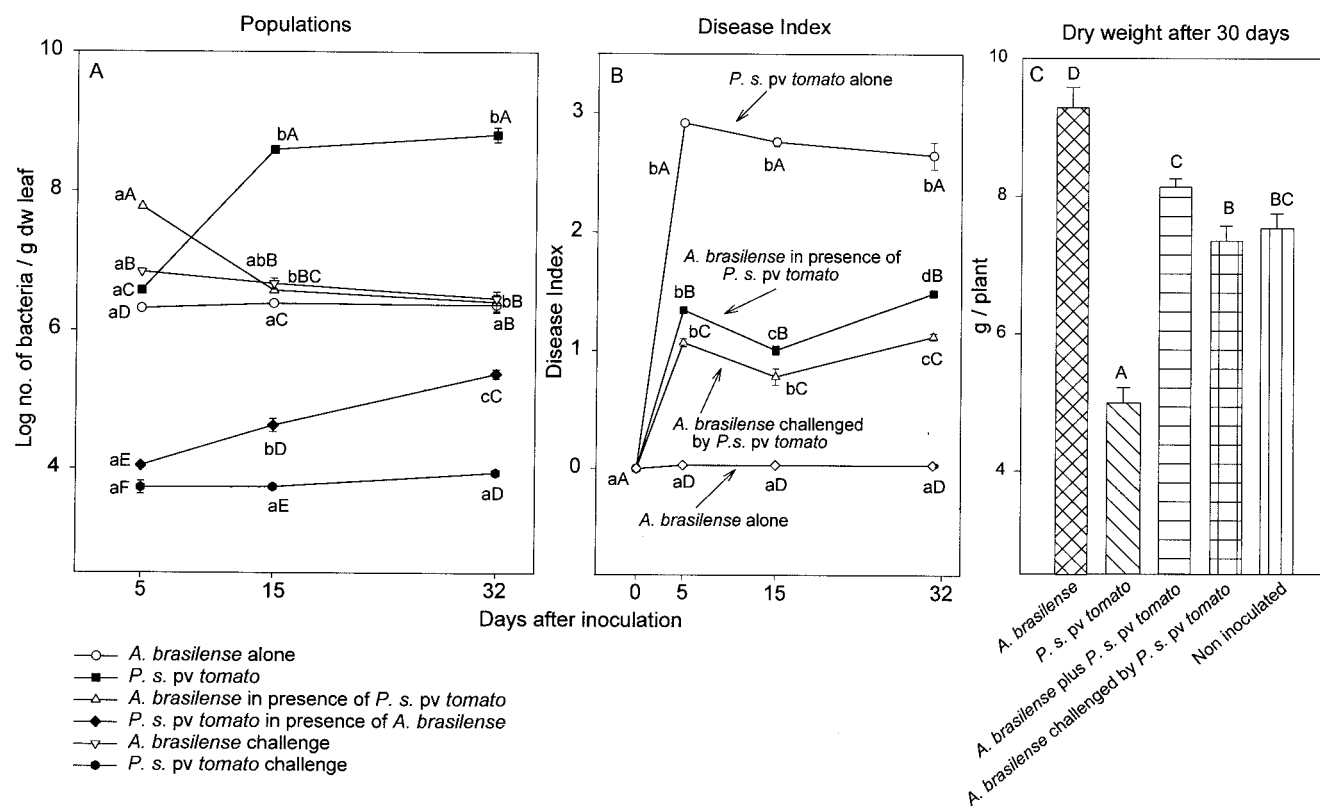 Populations
Disease Index
Dry weight after 30 days
A
B
C
Log no. of bacteria / g dw leaf
10
8
6
4
aA
aB
aC
aD
aE
aF
bA
abB
bBC
aC
bD
aE
bA
bB
aB
cC
aD
5
15
32
Disease Index
3
2
1
0
P. s. pv tomato alone
bA
bA
bA
A. brasilense in presence of
P. s. pv tomato
bB
cB
dB
bC
bC
cC
A. brasilense challenged
by P.s. pv tomato
aA
aD
aD
aD
A. brasilense alone
0
5
15
32
Days after inoculation
g / plant
10
8
6
4
D
A
C
B
BC
A. brasilense
P. s. pv tomato
A. brasilense plus P. s. pv tomato
A. brasilense challenged by P. s. pv tomato
Non inoculated
A. brasilense alone
P. s. pv tomato
A. brasilense in presence of P. s. pv tomato
P. s. pv tomato in presence of A. brasilense
A. brasilense challenge
P. s. pv tomato challenge